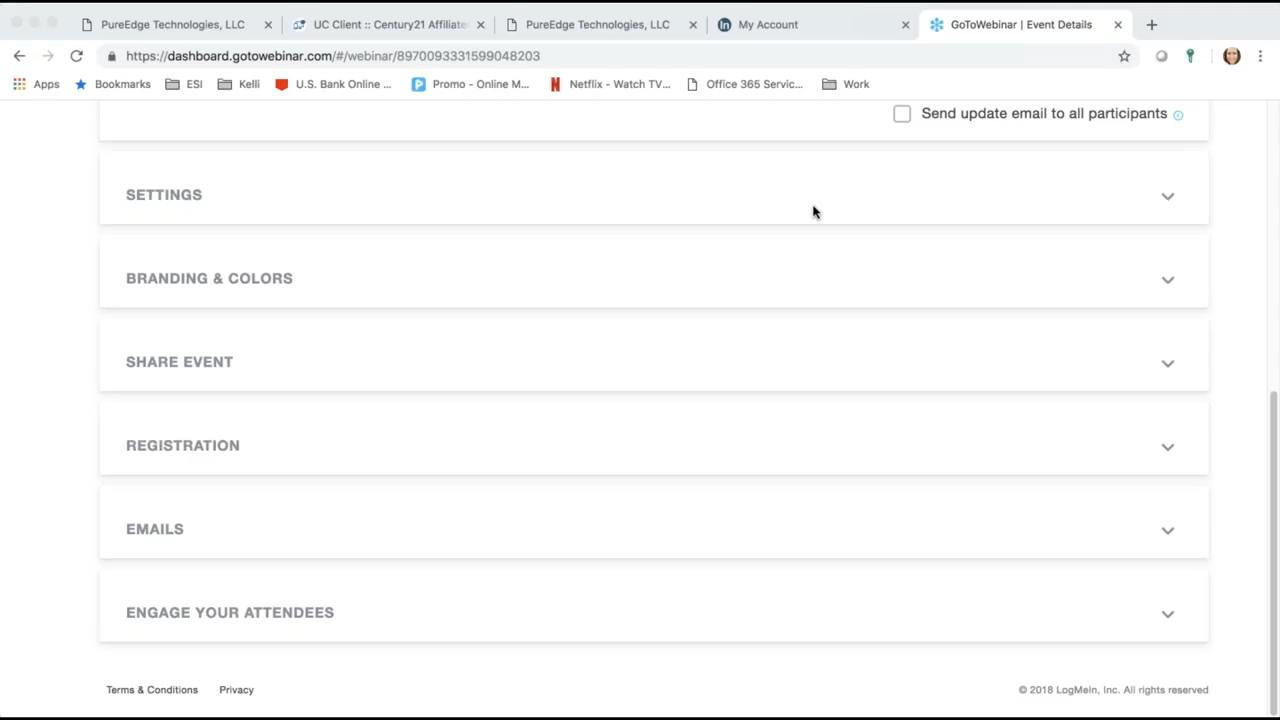 PureEdge Technologies, LLC
UC Client :: Century21 Affiliate
PureEdge Technologies, LLC
in My Account
GoToWebinar | Event Details
https://dashboard.gotowebinar.com/#/webinar/8970093331599048203
Apps Bookmarks ESI Kelli U.S. Bank Online ... Promo - Online M... Netflix - Watch TV... Office 365 Servic... Work
Send update email to all participants
SETTINGS
BRANDING & COLORS
SHARE EVENT
REGISTRATION
EMAILS
ENGAGE YOUR ATTENDEES
Terms & Conditions Privacy © 2018 LogMeIn, Inc. All rights reserved